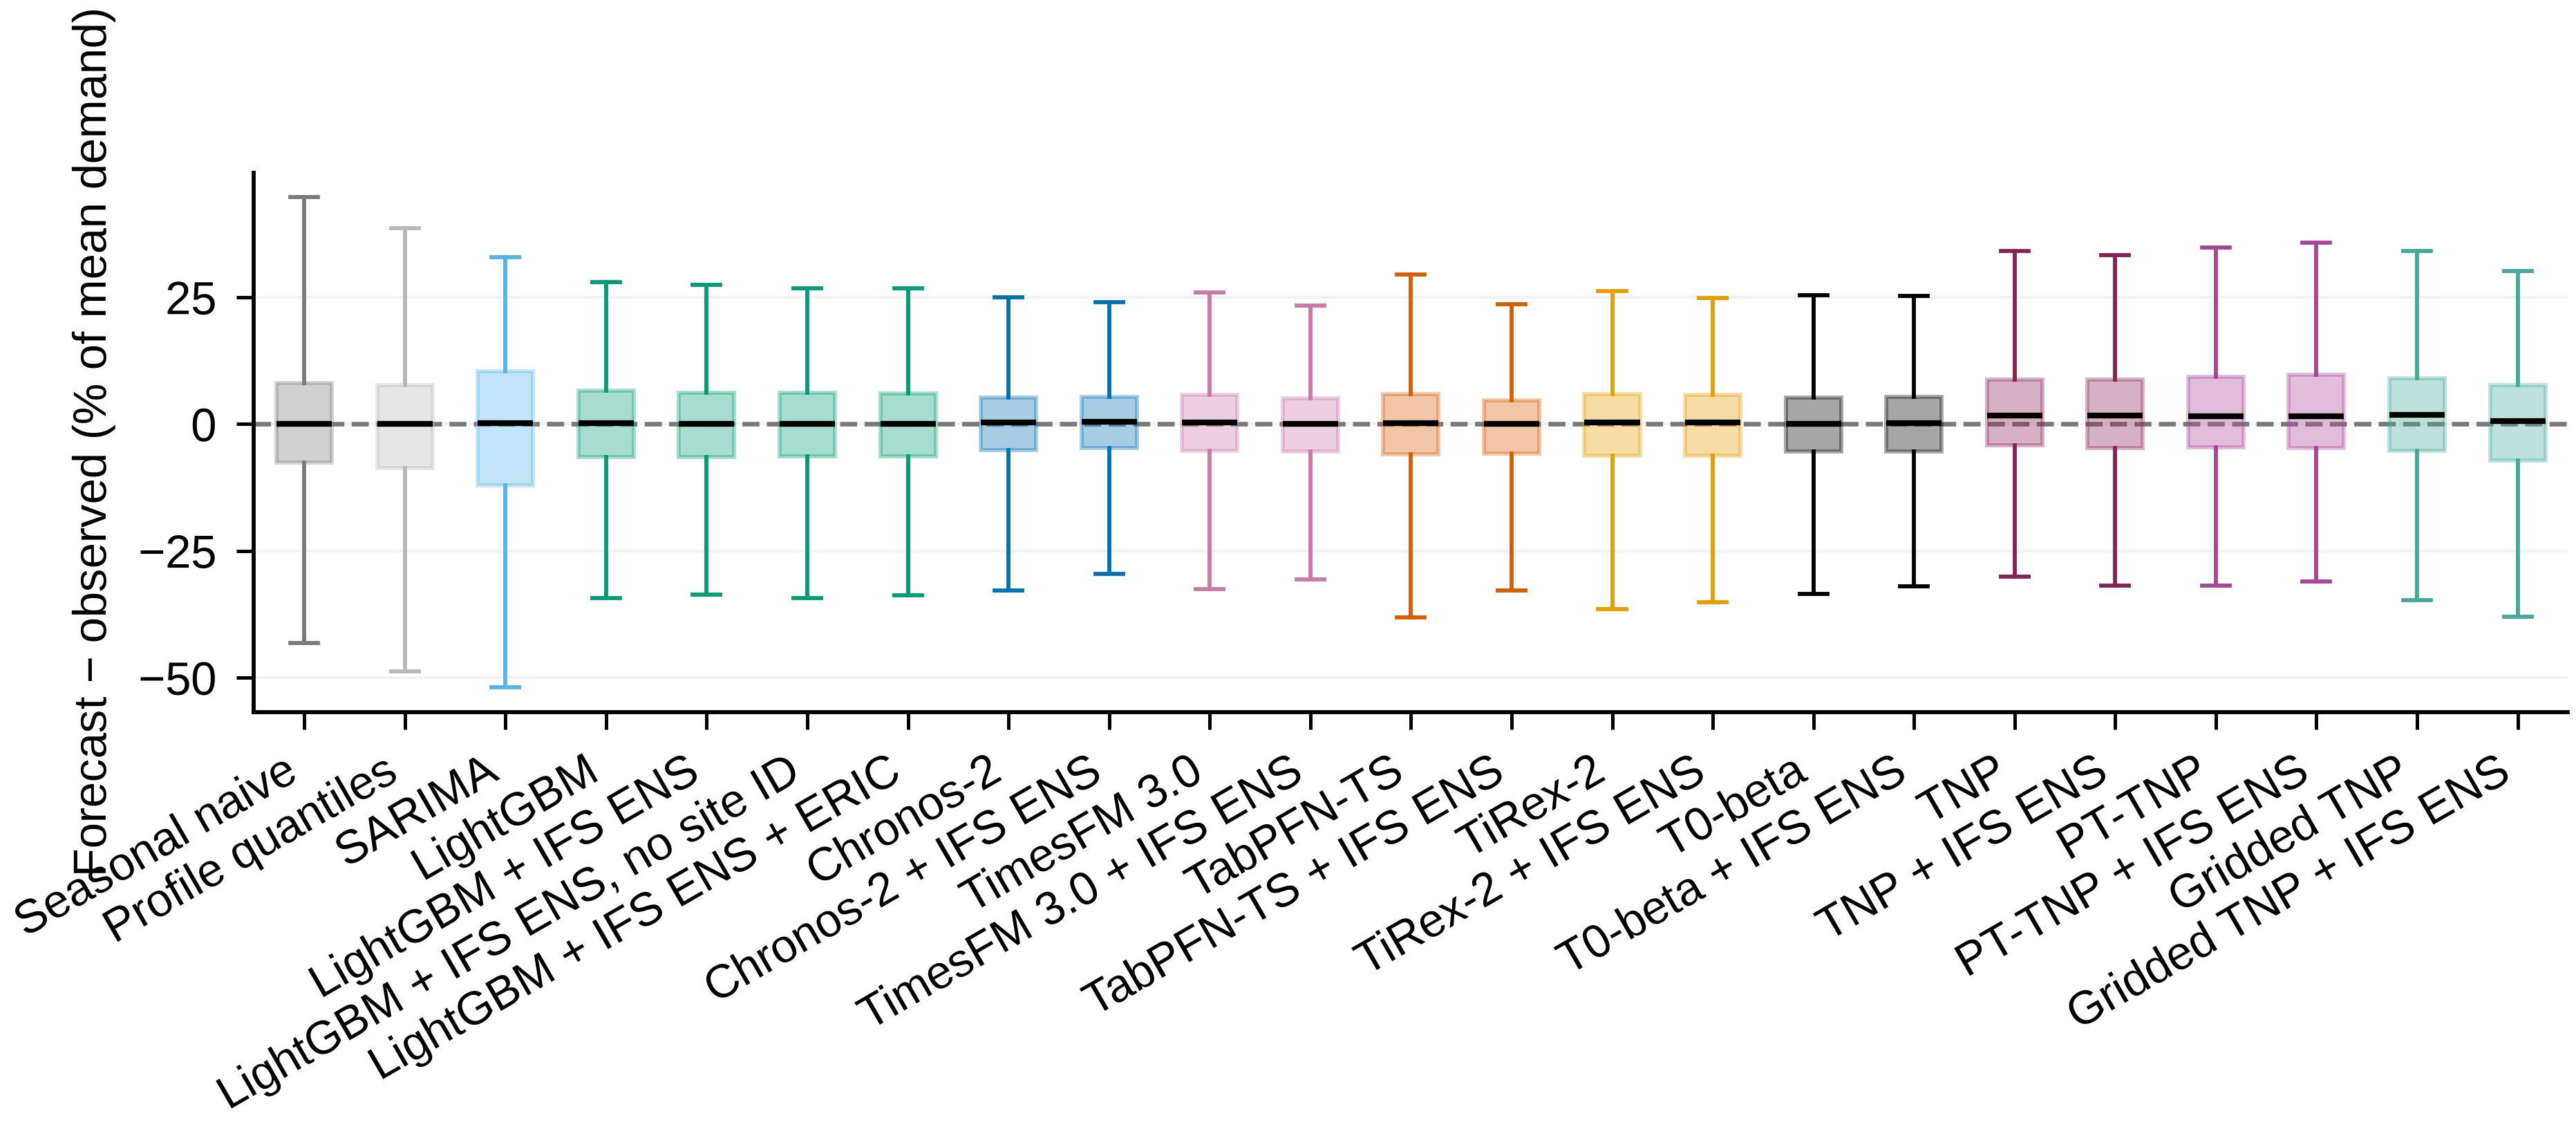 Forecast − observed (% of mean demand)
25
0
−25
−50
Seasonal naive
Profile quantiles
SARIMA
LightGBM
LightGBM + IFS ENS
LightGBM + IFS ENS, no site ID
LightGBM + IFS ENS + ERIC
Chronos-2
Chronos-2 + IFS ENS
TimesFM 3.0
TimesFM 3.0 + IFS ENS
TabPFN-TS
TabPFN-TS + IFS ENS
TiRex-2
TiRex-2 + IFS ENS
T0-beta
T0-beta + IFS ENS
TNP
TNP + IFS ENS
PT-TNP
PT-TNP + IFS ENS
Gridded TNP
Gridded TNP + IFS ENS